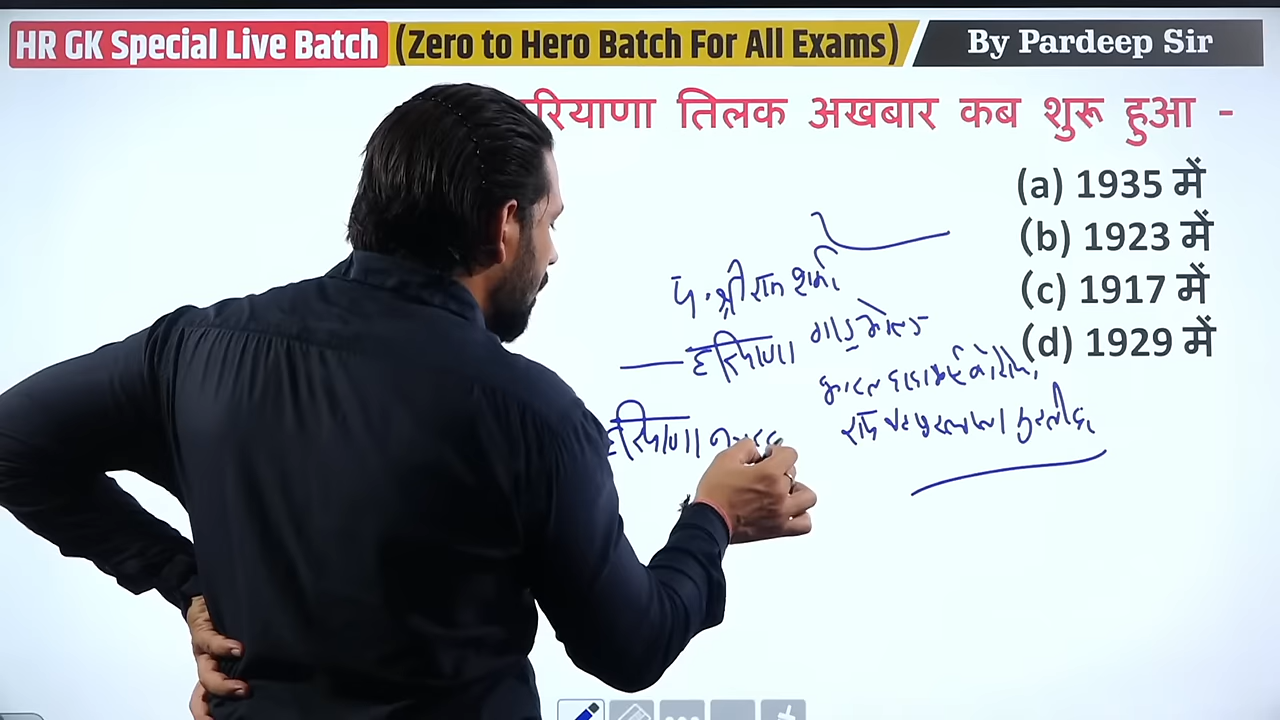 HR GK Special Live Batch (Zero to Hero Batch For All Exams) By Pardeep Sir
रियाणा तिलक अखबार कब शुरू हुआ -
(a) 1935 में
(b) 1923 में
(c) 1917 में
(d) 1929 में
पं. श्री राम शर्मा
हरियाणा
हरियाणा